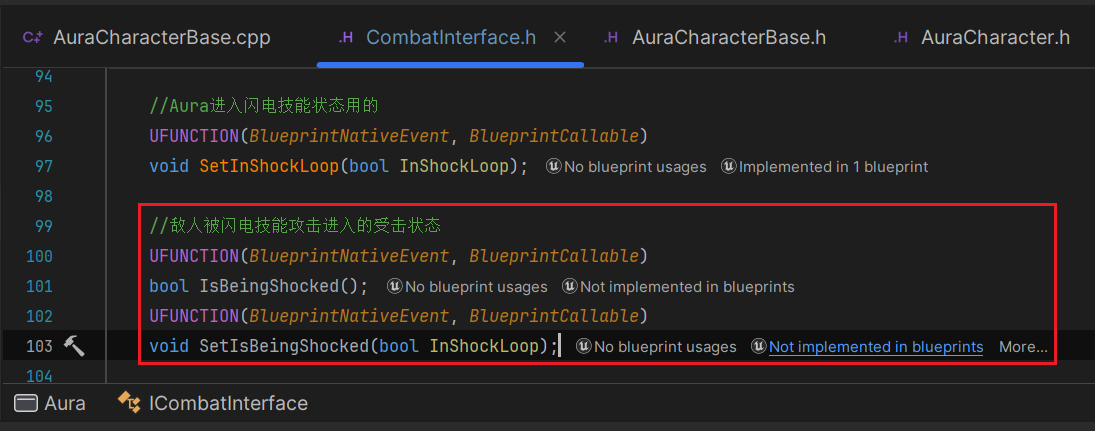 C++ AuraCharacterBase.cpp .H CombatInterface.h × .H AuraCharacterBase.h .H AuraCharacter.h
94
95 //Aura进入闪电技能状态用的
96 UFUNCTION(BlueprintNativeEvent, BlueprintCallable)
97 void SetInShockLoop(bool InShockLoop); No blueprint usages Implemented in 1 blueprint
98
99 //敌人被闪电技能攻击进入的受击状态
100 UFUNCTION(BlueprintNativeEvent, BlueprintCallable)
101 bool IsBeingShocked(); No blueprint usages Not implemented in blueprints
102 UFUNCTION(BlueprintNativeEvent, BlueprintCallable)
103 void SetIsBeingShocked(bool InShockLoop); No blueprint usages Not implemented in blueprints More...
104
Aura ICombatInterface